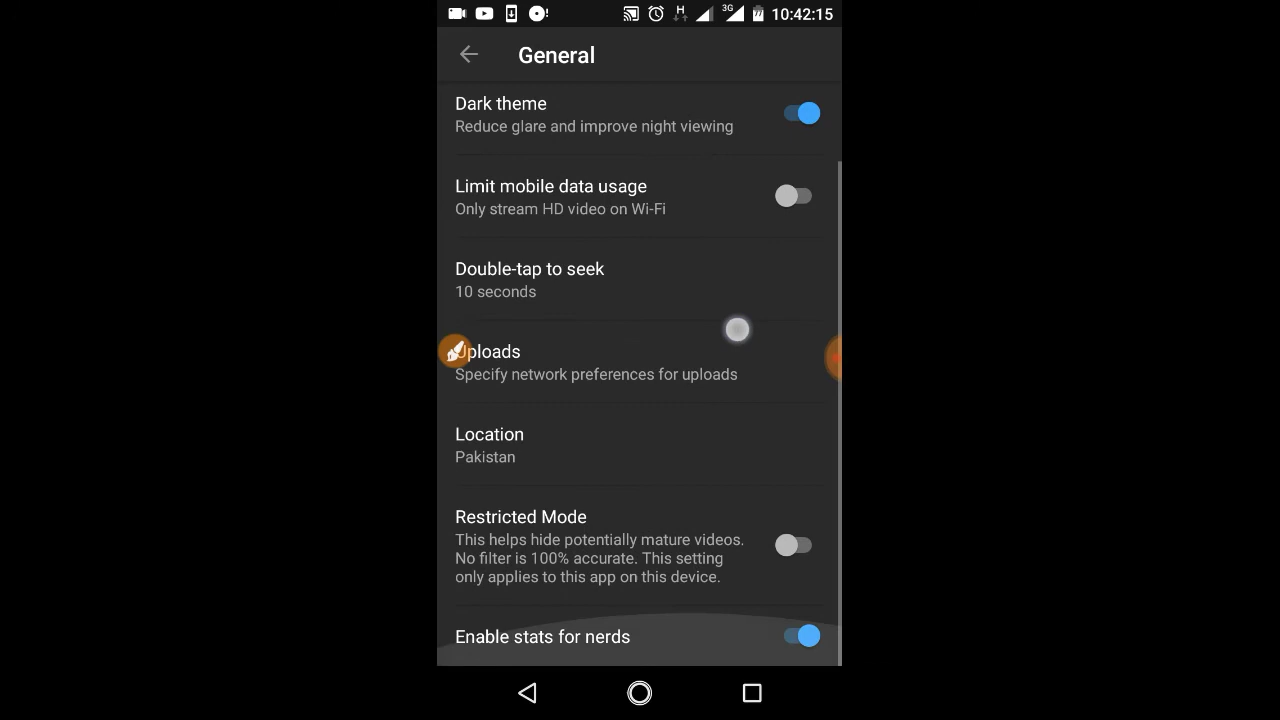 H 3G 10:42:15
General
Dark theme
Reduce glare and improve night viewing
Limit mobile data usage
Only stream HD video on Wi-Fi
Double-tap to seek
10 seconds
Uploads
Specify network preferences for uploads
Location
Pakistan
Restricted Mode
This helps hide potentially mature videos.
No filter is 100% accurate. This setting
only applies to this app on this device.
Enable stats for nerds